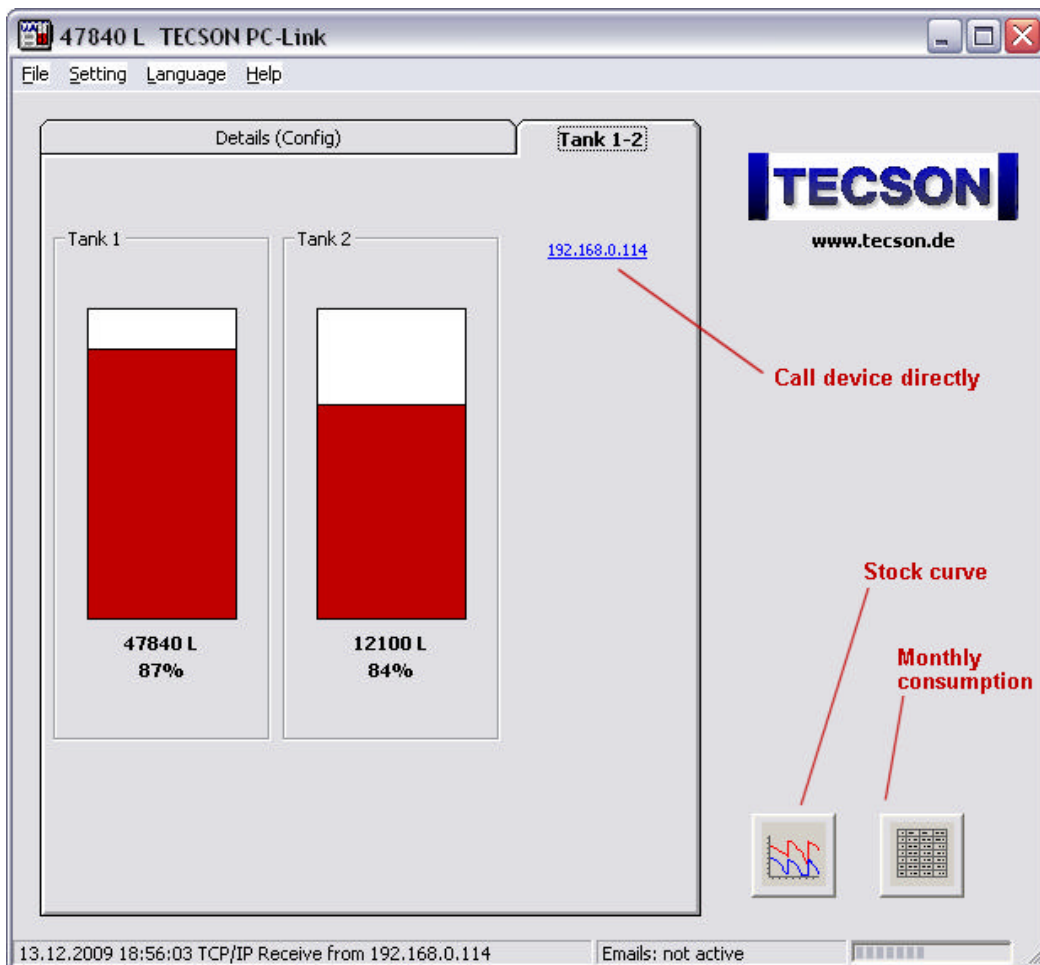 47840 L TECSON PC-Link
File Setting Language Help
Details (Config)
Tank 1-2
TECSON
www.tecson.de
Tank 1
Tank 2
192.168.0.114
Call device directly
47840 L
87%
12100 L
84%
Stock curve
Monthly
consumption
13.12.2009 18:56:03 TCP/IP Receive from 192.168.0.114
Emails: not active